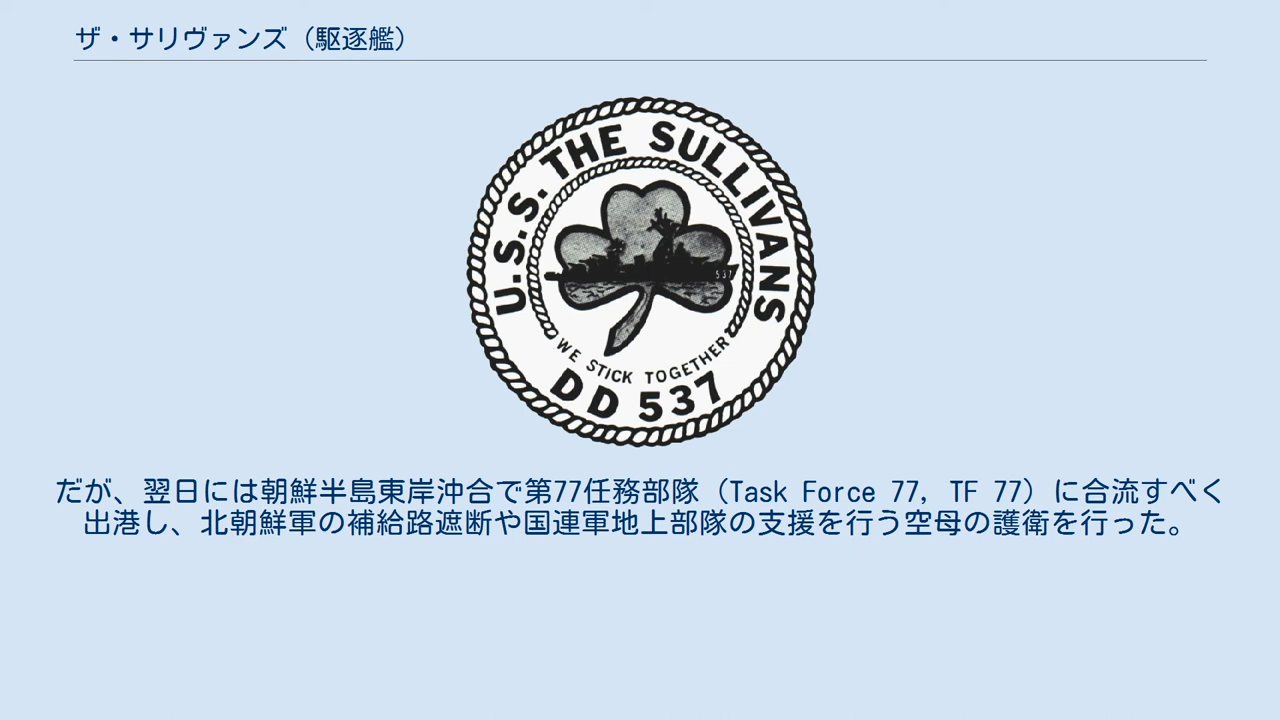 ザ・サリヴァンズ（駆逐艦）
U.S.S. THE SULLIVANS
537
WE STICK TOGETHER
DD 537
だが、翌日には朝鮮半島東岸沖合で第77任務部隊（Task Force 77, TF 77）に合流すべく
出港し、北朝鮮軍の補給路遮断や国連軍地上部隊の支援を行う空母の護衛を行った。